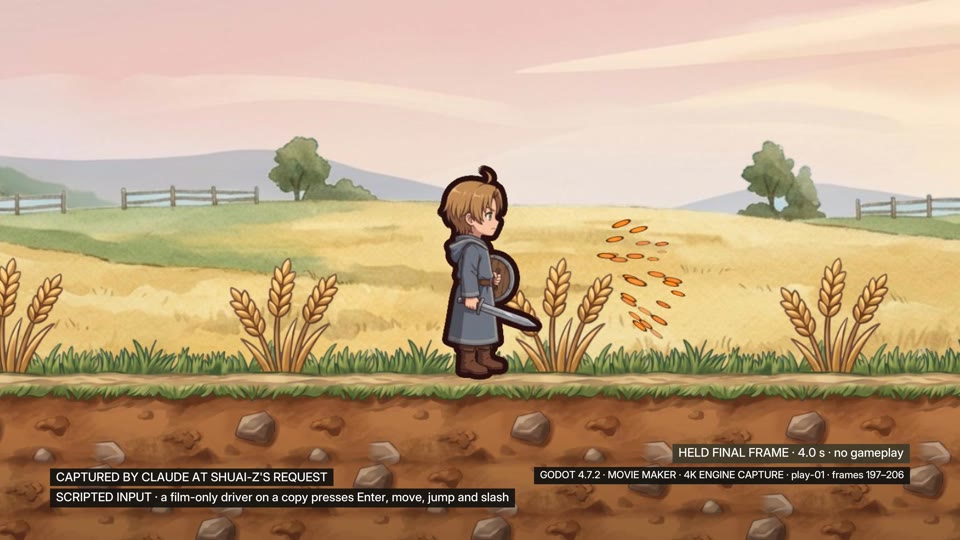 CAPTURED BY CLAUDE AT SHUAI-Z'S REQUEST
SCRIPTED INPUT · a film-only driver on a copy presses Enter, move, jump and slash
HELD FINAL FRAME · 4.0 s · no gameplay
GODOT 4.7.2 · MOVIE MAKER · 4K ENGINE CAPTURE · play-01 · frames 197–206